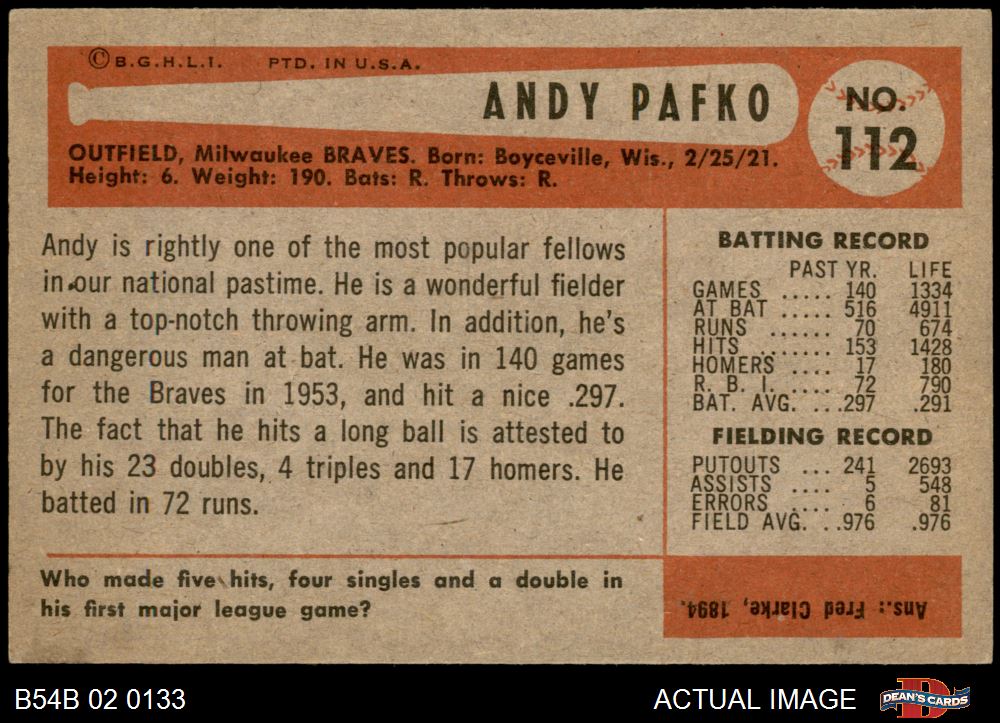 © B.G.H.L.I. PTD. IN U.S.A.
ANDY PAFKO
NO.
112
OUTFIELD, Milwaukee BRAVES. Born: Boyceville, Wis., 2/25/21.
Height: 6. Weight: 190. Bats: R. Throws: R.
Andy is rightly one of the most popular fellows
in our national pastime. He is a wonderful fielder
with a top-notch throwing arm. In addition, he's
a dangerous man at bat. He was in 140 games
for the Braves in 1953, and hit a nice .297.
The fact that he hits a long ball is attested to
by his 23 doubles, 4 triples and 17 homers. He
batted in 72 runs.
BATTING RECORD
PAST YR. LIFE
GAMES ..... 140 1334
AT BAT ..... 516 4911
RUNS ...... 70 674
HITS ....... 153 1428
HOMERS .... 17 180
R. B. I. .... 72 790
BAT. AVG. ...297 .291
FIELDING RECORD
PUTOUTS ... 241 2693
ASSISTS .... 5 548
ERRORS .... 6 81
FIELD AVG. ...976 .976
Who made five hits, four singles and a double in
his first major league game?
Ans.: Fred Clarke, 1894.
B54B 02 0133
ACTUAL IMAGE
D
DEAN'S CARDS